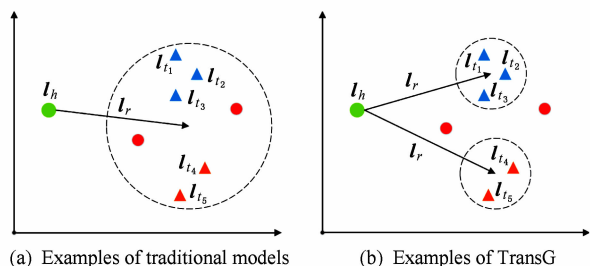 l_h
l_r
l_{t_1}
l_{t_2}
l_{t_3}
l_{t_4}
l_{t_5}
(a) Examples of traditional models
l_h
l_r
l_r
l_{t_1}
l_{t_2}
l_{t_3}
l_{t_4}
l_{t_5}
(b) Examples of TransG